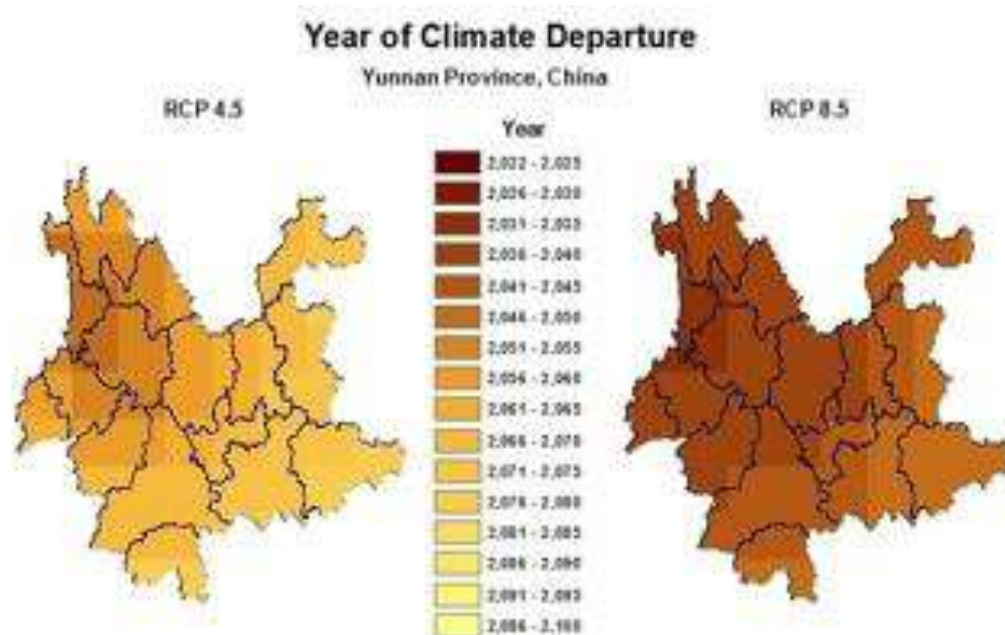 Year of Climate Departure
Yunnan Province, China
RCP 4.5
RCP 8.5
Year
2,022 - 2,025
2,026 - 2,030
2,031 - 2,035
2,036 - 2,040
2,041 - 2,045
2,046 - 2,050
2,051 - 2,055
2,056 - 2,060
2,061 - 2,065
2,066 - 2,070
2,071 - 2,075
2,076 - 2,080
2,081 - 2,085
2,086 - 2,090
2,091 - 2,095
2,096 - 2,100